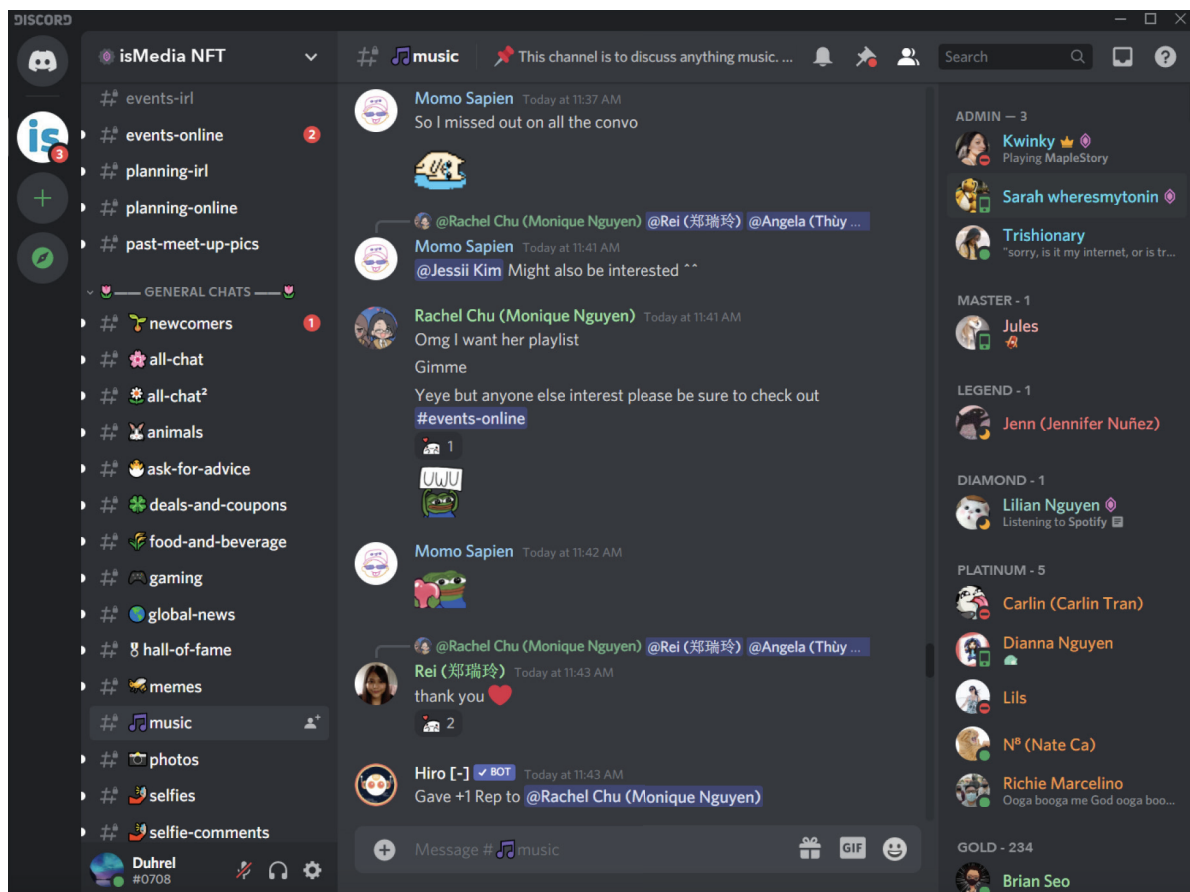 DISCORD
is
3
isMedia NFT
events-irl
events-online 2
planning-irl
planning-online
past-meet-up-pics
GENERAL CHATS
newcomers 1
all-chat
all-chat²
animals
ask-for-advice
deals-and-coupons
food-and-beverage
gaming
global-news
hall-of-fame
memes
music
photos
selfies
selfie-comments
Duhrel
#0708
music
This channel is to discuss anything music. ...
Search
Momo Sapien Today at 11:37 AM
So I missed out on all the convo
@Rachel Chu (Monique Nguyen) @Rei (郑瑞玲) @Angela (Thùy ...
Momo Sapien Today at 11:41 AM
@Jessii Kim Might also be interested ^^
Rachel Chu (Monique Nguyen) Today at 11:41 AM
Omg I want her playlist
Gimme
Yeye but anyone else interest please be sure to check out
#events-online
1
UWU
Momo Sapien Today at 11:42 AM
@Rachel Chu (Monique Nguyen) @Rei (郑瑞玲) @Angela (Thùy ...
Rei (郑瑞玲) Today at 11:43 AM
thank you
2
Hiro [-] ✓ BOT Today at 11:43 AM
Gave +1 Rep to @Rachel Chu (Monique Nguyen)
Message # music
GIF
ADMIN — 3
Kwinky
Playing MapleStory
Sarah wheresmytonin
Trishionary
"sorry, is it my internet, or is tr...
MASTER - 1
Jules
LEGEND - 1
Jenn (Jennifer Nuñez)
DIAMOND - 1
Lilian Nguyen
Listening to Spotify
PLATINUM - 5
Carlin (Carlin Tran)
Dianna Nguyen
Lils
N⁸ (Nate Ca)
Richie Marcelino
Ooga booga me God ooga boo...
GOLD - 234
Brian Seo